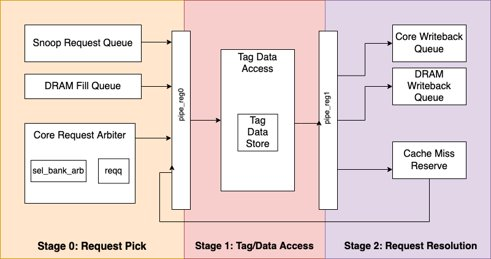 Snoop Request Queue
DRAM Fill Queue
Core Request Arbiter
sel_bank_arb
reqq
pipe_reg0
Tag Data
Access
Tag
Data
Store
pipe_reg1
Core Writeback
Queue
DRAM
Writeback
Queue
Cache Miss
Reserve
Stage 0: Request Pick
Stage 1: Tag/Data Access
Stage 2: Request Resolution